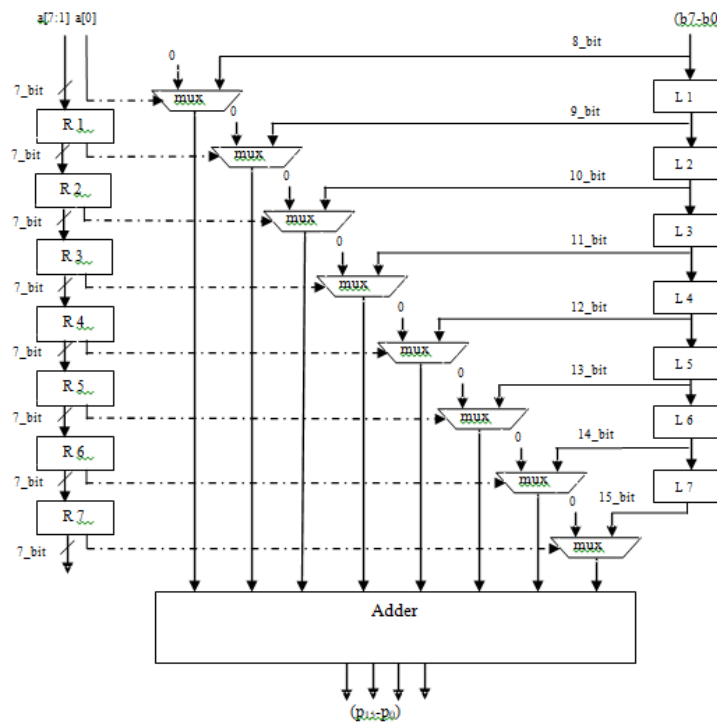 a[7:1] a[0] (b7-b0
8_bit
0
7_bit mux L 1
R 1 0 9_bit
7_bit mux L 2
R 2 0 10_bit
7_bit mux L 3
R 3 0 11_bit
7_bit mux L 4
R 4 0 12_bit
7_bit mux L 5
R 5 0 13_bit
7_bit mux L 6
R 6 0 14_bit
7_bit mux L 7
R 7 0 15_bit
7_bit mux
Adder
(p15-p0)